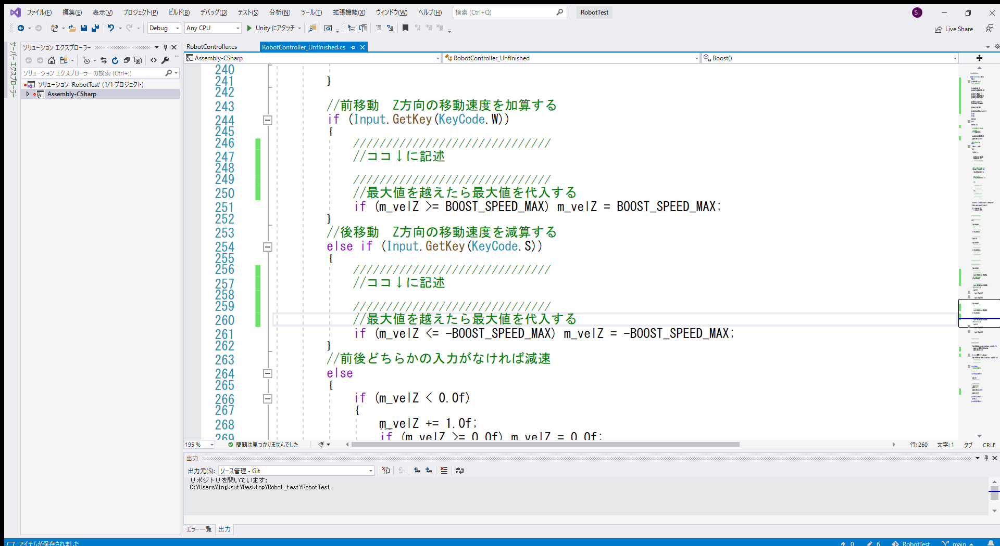 ファイル(F) 編集(E) 表示(V) プロジェクト(P) ビルド(B) デバッグ(D) テスト(S) 分析(N) ツール(T) 拡張機能(X) ウィンドウ(W) ヘルプ(H) 検索 (Ctrl+Q) RobotTest SI
Debug Any CPU Unity にアタッチ Live Share
サーバー エクスプローラー
ソリューション エクスプローラー
ソリューション エクスプローラー の検索 (Ctrl+;)
ソリューション 'RobotTest' (1/1 プロジェクト)
Assembly-CSharp
RobotController.cs RobotController_Unfinished.cs
Assembly-CSharp RobotController_Unfinished Boost()
240
241 }
242
243 //前移動　Z方向の移動速度を加算する
244 if (Input.GetKey(KeyCode.W))
245 {
246 //////////////////////////////
247 //ココ↓に記述
248
249 //////////////////////////////
250 //最大値を越えたら最大値を代入する
251 if (m_velZ >= BOOST_SPEED_MAX) m_velZ = BOOST_SPEED_MAX;
252 }
253 //後移動　Z方向の移動速度を減算する
254 else if (Input.GetKey(KeyCode.S))
255 {
256 //////////////////////////////
257 //ココ↓に記述
258
259 //////////////////////////////
260 //最大値を越えたら最大値を代入する
261 if (m_velZ <= -BOOST_SPEED_MAX) m_velZ = -BOOST_SPEED_MAX;
262 }
263 //前後どちらかの入力がなければ減速
264 else
265 {
266 if (m_velZ < 0.0f)
267 {
268 m_velZ += 1.0f;
269 if (m_velZ >= 0.0f) m_velZ = 0.0f;
195 % 問題は見つかりませんでした 行: 260 文字: 1 タブ CRLF
出力
出力元(S): ソース管理 - Git
リポジトリを開いています:
C:¥Users¥ingksut¥Desktop¥Robot_test¥RobotTest
エラー一覧 出力
アイテムが保存されました 0 6 RobotTest main